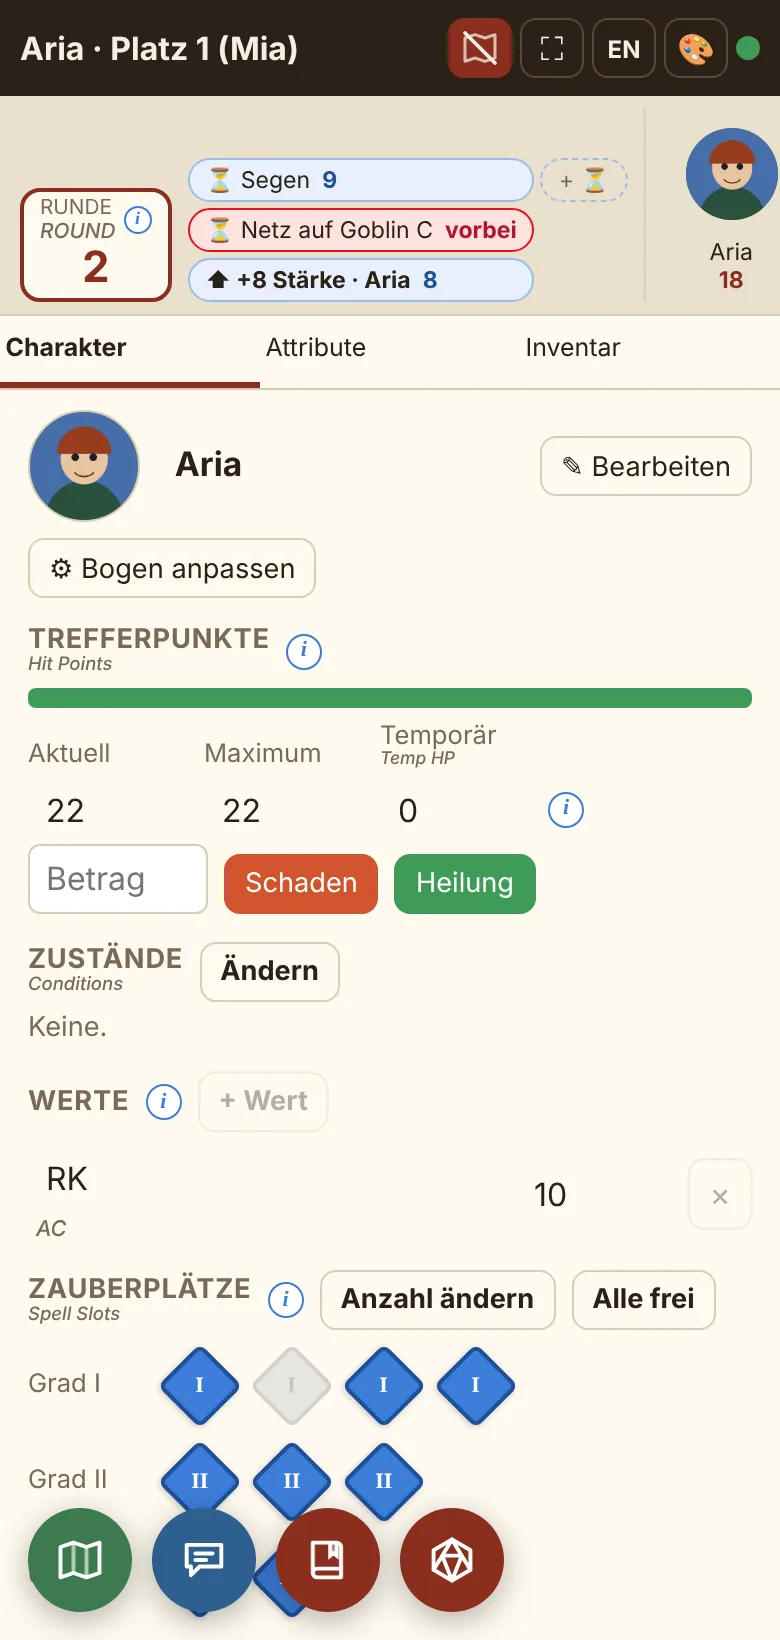 Aria · Platz 1 (Mia)
EN
RUNDE
ROUND
i
2
Segen 9
+
Netz auf Goblin C vorbei
+8 Stärke · Aria 8
Aria
18
Charakter
Attribute
Inventar
Aria
Bearbeiten
Bogen anpassen
TREFFERPUNKTE
Hit Points
i
Aktuell
Maximum
Temporär
Temp HP
22
22
0
i
Betrag
Schaden
Heilung
ZUSTÄNDE
Conditions
Ändern
Keine.
WERTE
i
+ Wert
RK
AC
10
×
ZAUBERPLÄTZE
Spell Slots
i
Anzahl ändern
Alle frei
Grad I
I I I I
Grad II
II II II